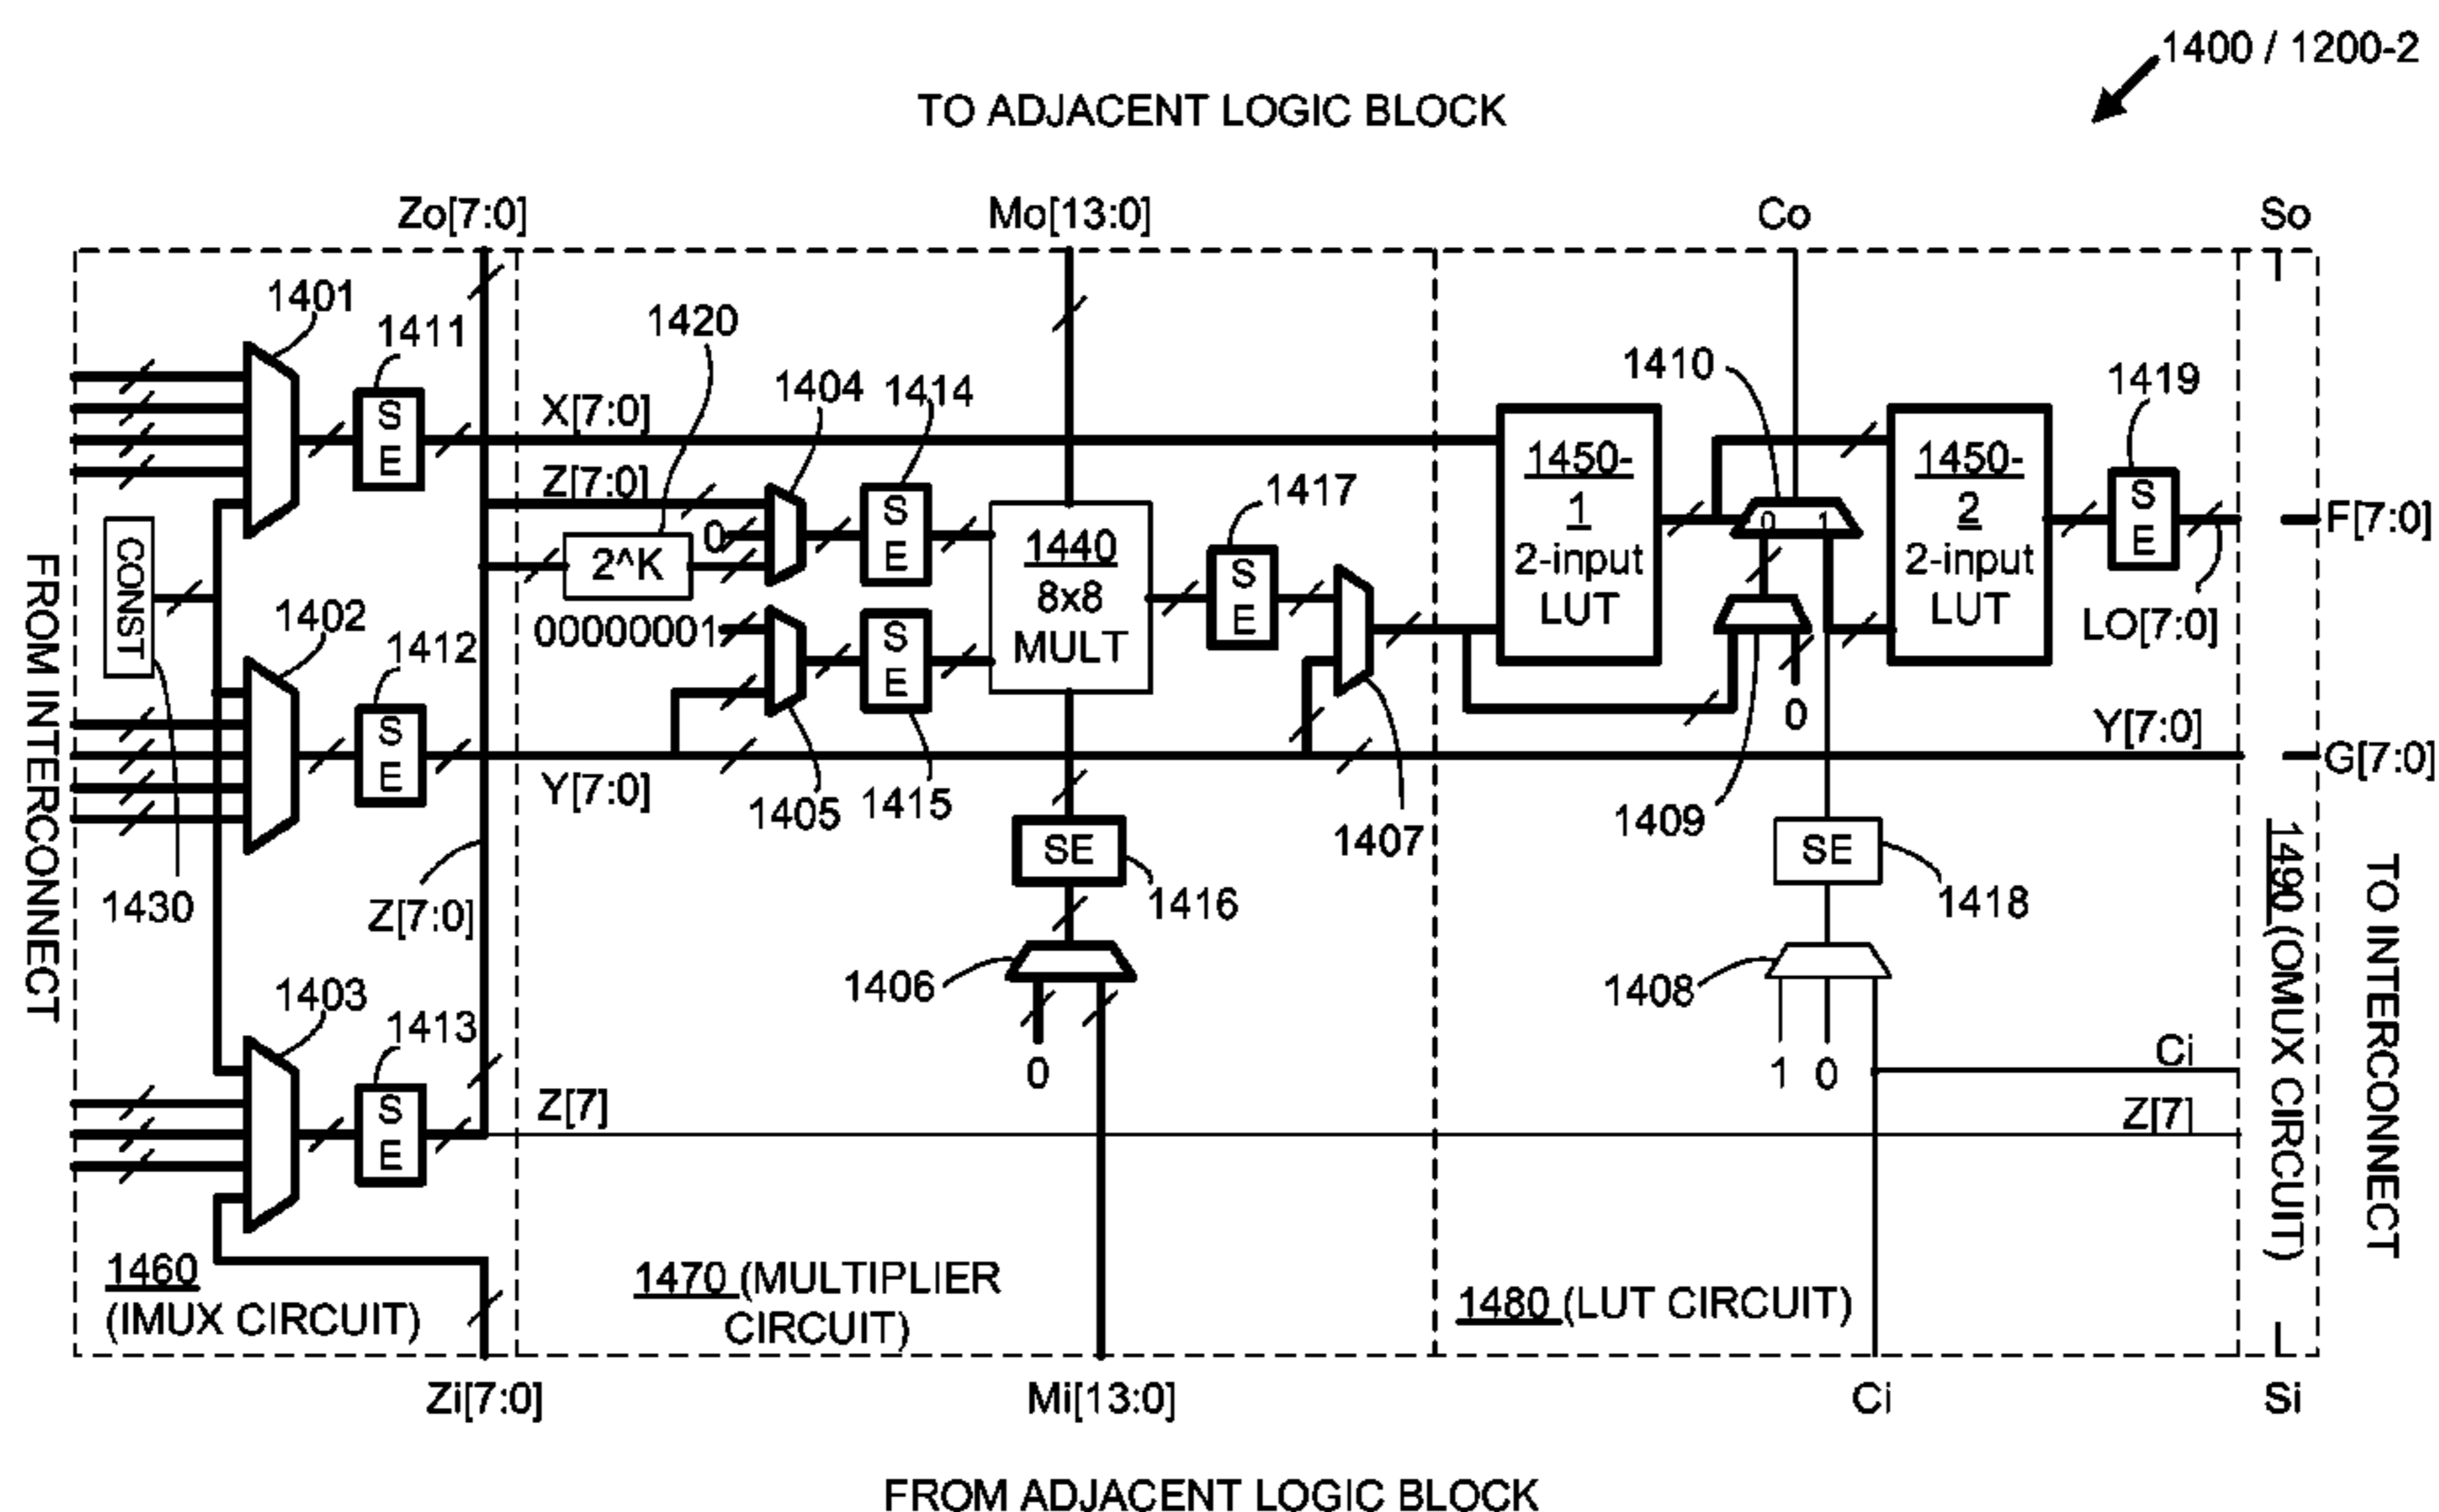 1400 / 1200-2
TO ADJACENT LOGIC BLOCK
Zo[7:0]
Mo[13:0]
Co
So
1401
1411
1420
1404
1414
1410
1419
X[7:0]
Z[7:0]
0
2^K
00000001
S
E
S
E
S
E
1440
8x8
MULT
1417
S
E
1450-
1
2-input
LUT
0 1
1450-
2
2-input
LUT
S
E
F[7:0]
LO[7:0]
FROM INTERCONNECT
CONST
1402
1412
S
E
Y[7:0]
1405
1415
1407
1409
0
Y[7:0]
G[7:0]
1430
Z[7:0]
SE
1416
SE
1418
1406
0
1408
1 0
Ci
Z[7]
1403
1413
S
E
Z[7]
1490 (OMUX CIRCUIT)
TO INTERCONNECT
1460
(IMUX CIRCUIT)
1470 (MULTIPLIER
CIRCUIT)
1480 (LUT CIRCUIT)
Zi[7:0]
Mi[13:0]
Ci
Si
FROM ADJACENT LOGIC BLOCK